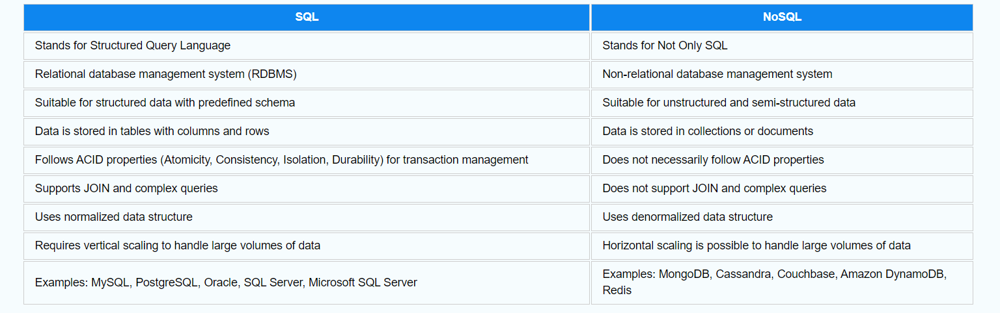 SQL
NoSQL
Stands for Structured Query Language
Stands for Not Only SQL
Relational database management system (RDBMS)
Non-relational database management system
Suitable for structured data with predefined schema
Suitable for unstructured and semi-structured data
Data is stored in tables with columns and rows
Data is stored in collections or documents
Follows ACID properties (Atomicity, Consistency, Isolation, Durability) for transaction management
Does not necessarily follow ACID properties
Supports JOIN and complex queries
Does not support JOIN and complex queries
Uses normalized data structure
Uses denormalized data structure
Requires vertical scaling to handle large volumes of data
Horizontal scaling is possible to handle large volumes of data
Examples: MySQL, PostgreSQL, Oracle, SQL Server, Microsoft SQL Server
Examples: MongoDB, Cassandra, Couchbase, Amazon DynamoDB,
Redis